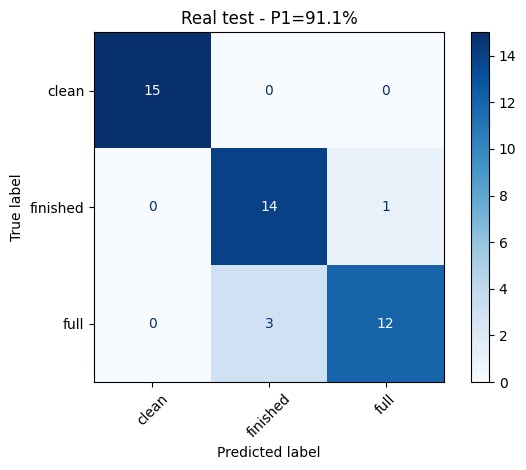 Real test - P1=91.1%
clean 15 0 0
finished 0 14 1
full 0 3 12
clean finished full
Predicted label
True label
14
12
10
8
6
4
2
0